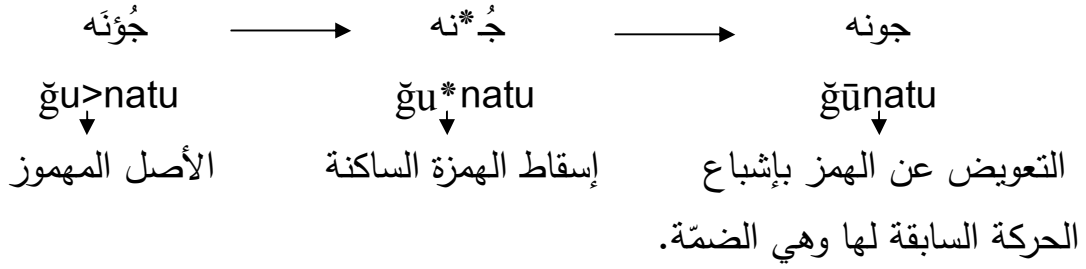 جُؤنَه ⟶ جُـ*نه ⟶ جونه
ğu>natu ğu*natu ğūnatu
الأصل المهموز إسقاط الهمزة الساكنة التعويض عن الهمز بإشباع
الحركة السابقة لها وهي الضمّة.